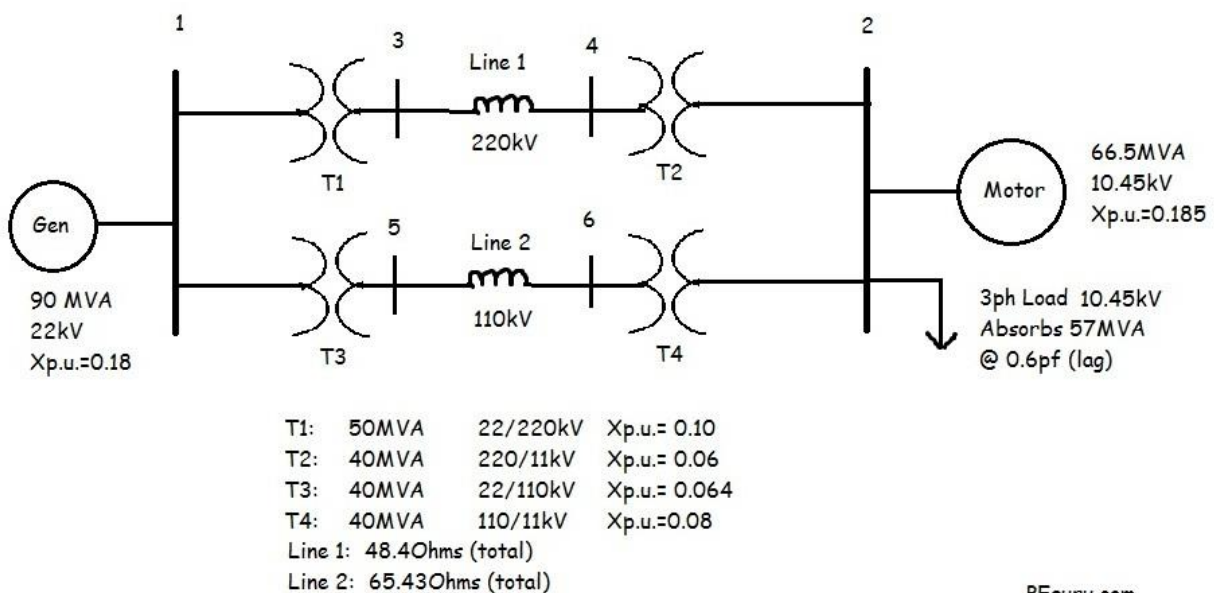 1
2
3
4
Line 1
220kV
T1
T2
Gen
Motor
66.5MVA
10.45kV
Xp.u.=0.185
5
6
Line 2
110kV
T3
T4
90 MVA
22kV
Xp.u.=0.18
3ph Load 10.45kV
Absorbs 57MVA
@ 0.6pf (lag)
T1: 50MVA 22/220kV Xp.u.= 0.10
T2: 40MVA 220/11kV Xp.u.= 0.06
T3: 40MVA 22/110kV Xp.u.= 0.064
T4: 40MVA 110/11kV Xp.u.=0.08
Line 1: 48.4Ohms (total)
Line 2: 65.43Ohms (total)